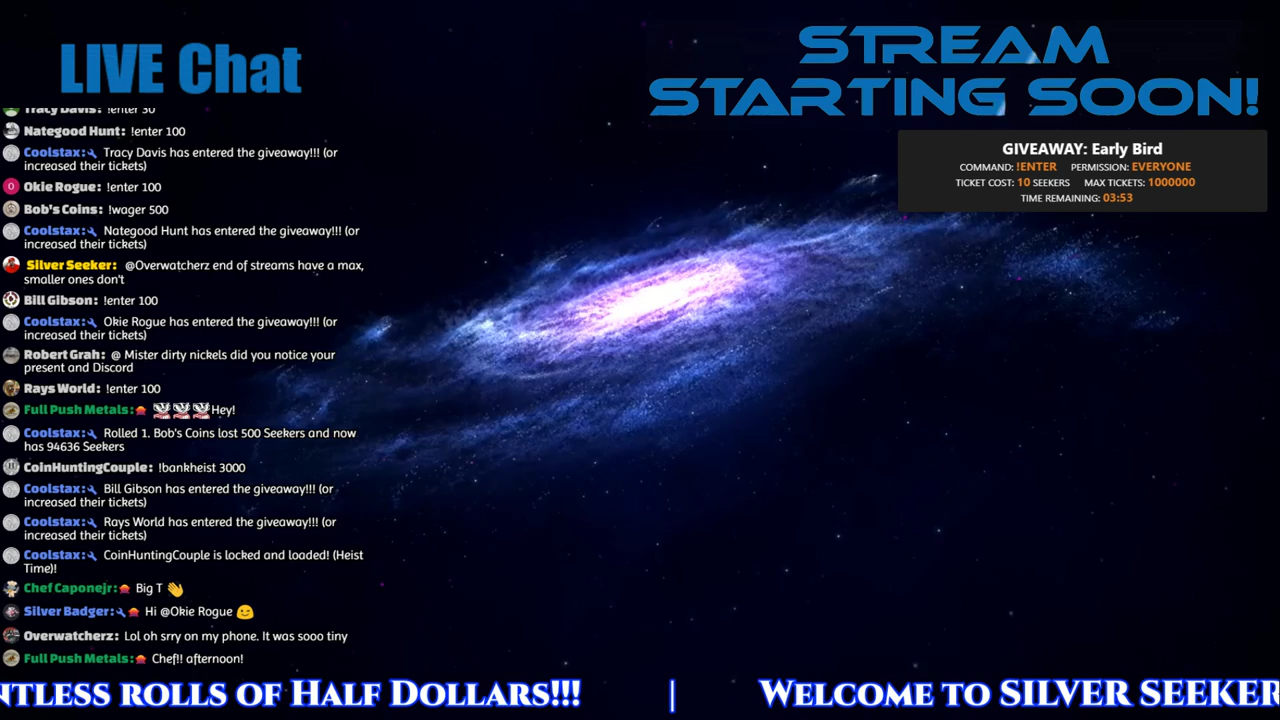 LIVE Chat
STREAM
STARTING SOON!
GIVEAWAY: Early Bird
COMMAND: !ENTER PERMISSION: EVERYONE
TICKET COST: 10 SEEKERS MAX TICKETS: 1000000
TIME REMAINING: 03:53
Tracy Davis: !enter 30
Nategood Hunt: !enter 100
Coolstax: Tracy Davis has entered the giveaway!!! (or
increased their tickets)
O
Okie Rogue: !enter 100
Bob's Coins: !wager 500
Coolstax: Nategood Hunt has entered the giveaway!!! (or
increased their tickets)
Silver Seeker: @Overwatcherz end of streams have a max,
smaller ones don't
Bill Gibson: !enter 100
Coolstax: Okie Rogue has entered the giveaway!!! (or
increased their tickets)
Robert Grah: @ Mister dirty nickels did you notice your
present and Discord
Rays World: !enter 100
Full Push Metals: Hey!
Coolstax: Rolled 1. Bob's Coins lost 500 Seekers and now
has 94636 Seekers
CoinHuntingCouple: !bankheist 3000
Coolstax: Bill Gibson has entered the giveaway!!! (or
increased their tickets)
Coolstax: Rays World has entered the giveaway!!! (or
increased their tickets)
Coolstax: CoinHuntingCouple is locked and loaded! (Heist
Time)!
Chef Caponejr: Big T 👋
Silver Badger: Hi @Okie Rogue 😉
Overwatcherz: Lol oh srry on my phone. It was sooo tiny
Full Push Metals: Chef!! afternoon!
NTLESS ROLLS OF HALF DOLLARS!!! | WELCOME TO SILVER SEEKER